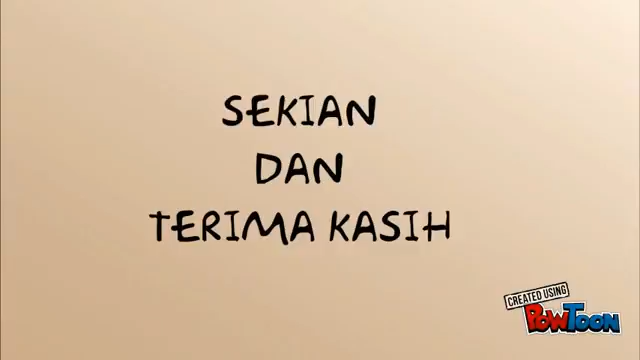 SEKIAN
DAN
TERIMA KASIH
CREATED USING
POWTOON